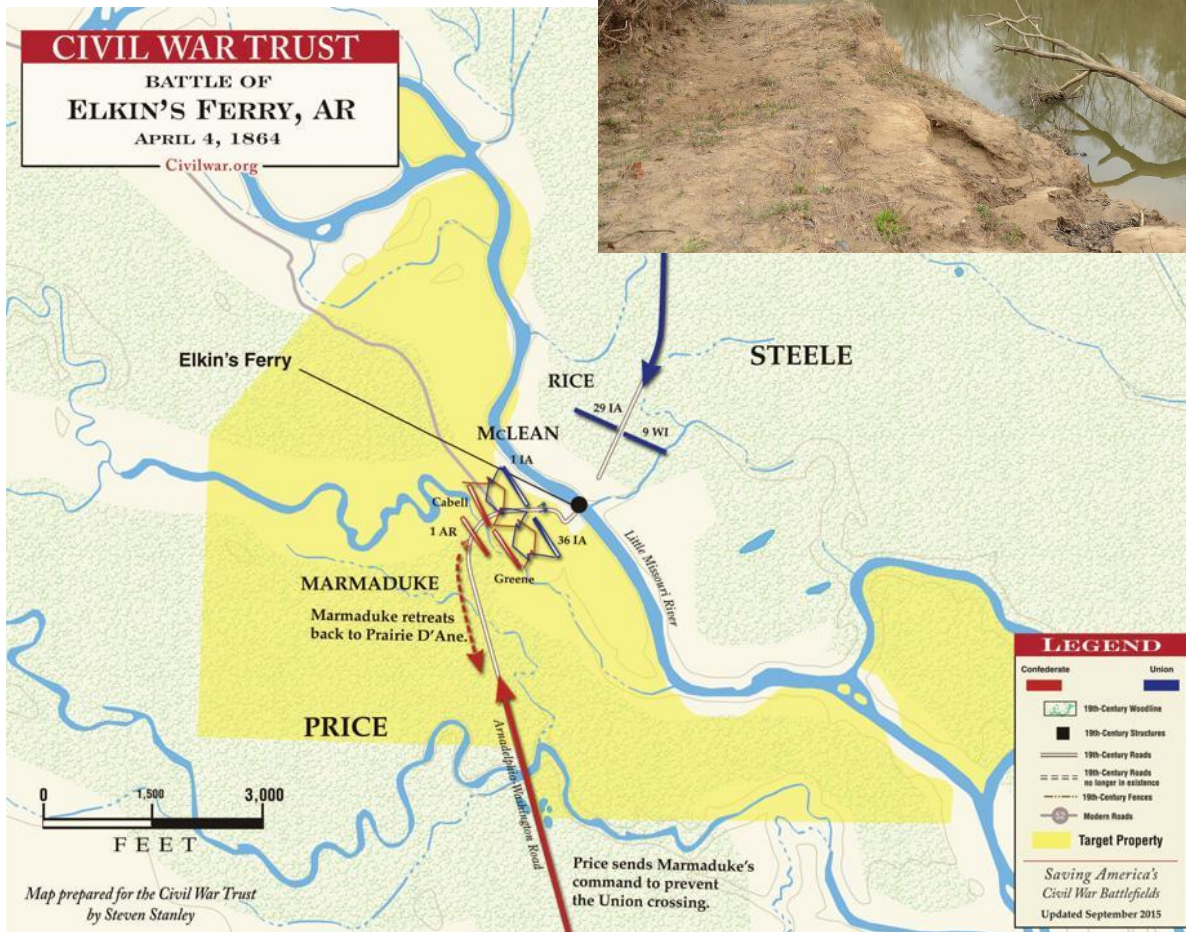 CIVIL WAR TRUST
BATTLE OF
ELKIN'S FERRY, AR
APRIL 4, 1864
Civilwar.org
Elkin's Ferry
STEELE
RICE
29 IA
9 WI
McLEAN
1 IA
Cabell
1 AR
36 IA
Greene
Little Missouri River
MARMADUKE
Marmaduke retreats
back to Prairie D'Ane.
PRICE
Arnadelphia-Washington Road
Price sends Marmaduke's
command to prevent
the Union crossing.
0 1,500 3,000
FEET
Map prepared for the Civil War Trust
by Steven Stanley
LEGEND
Confederate Union
19th-Century Woodline
19th-Century Structures
19th-Century Roads
19th-Century Roads
no longer in existence
19th-Century Fences
52 Modern Roads
Target Property
Saving America's
Civil War Battlefields
Updated September 2015